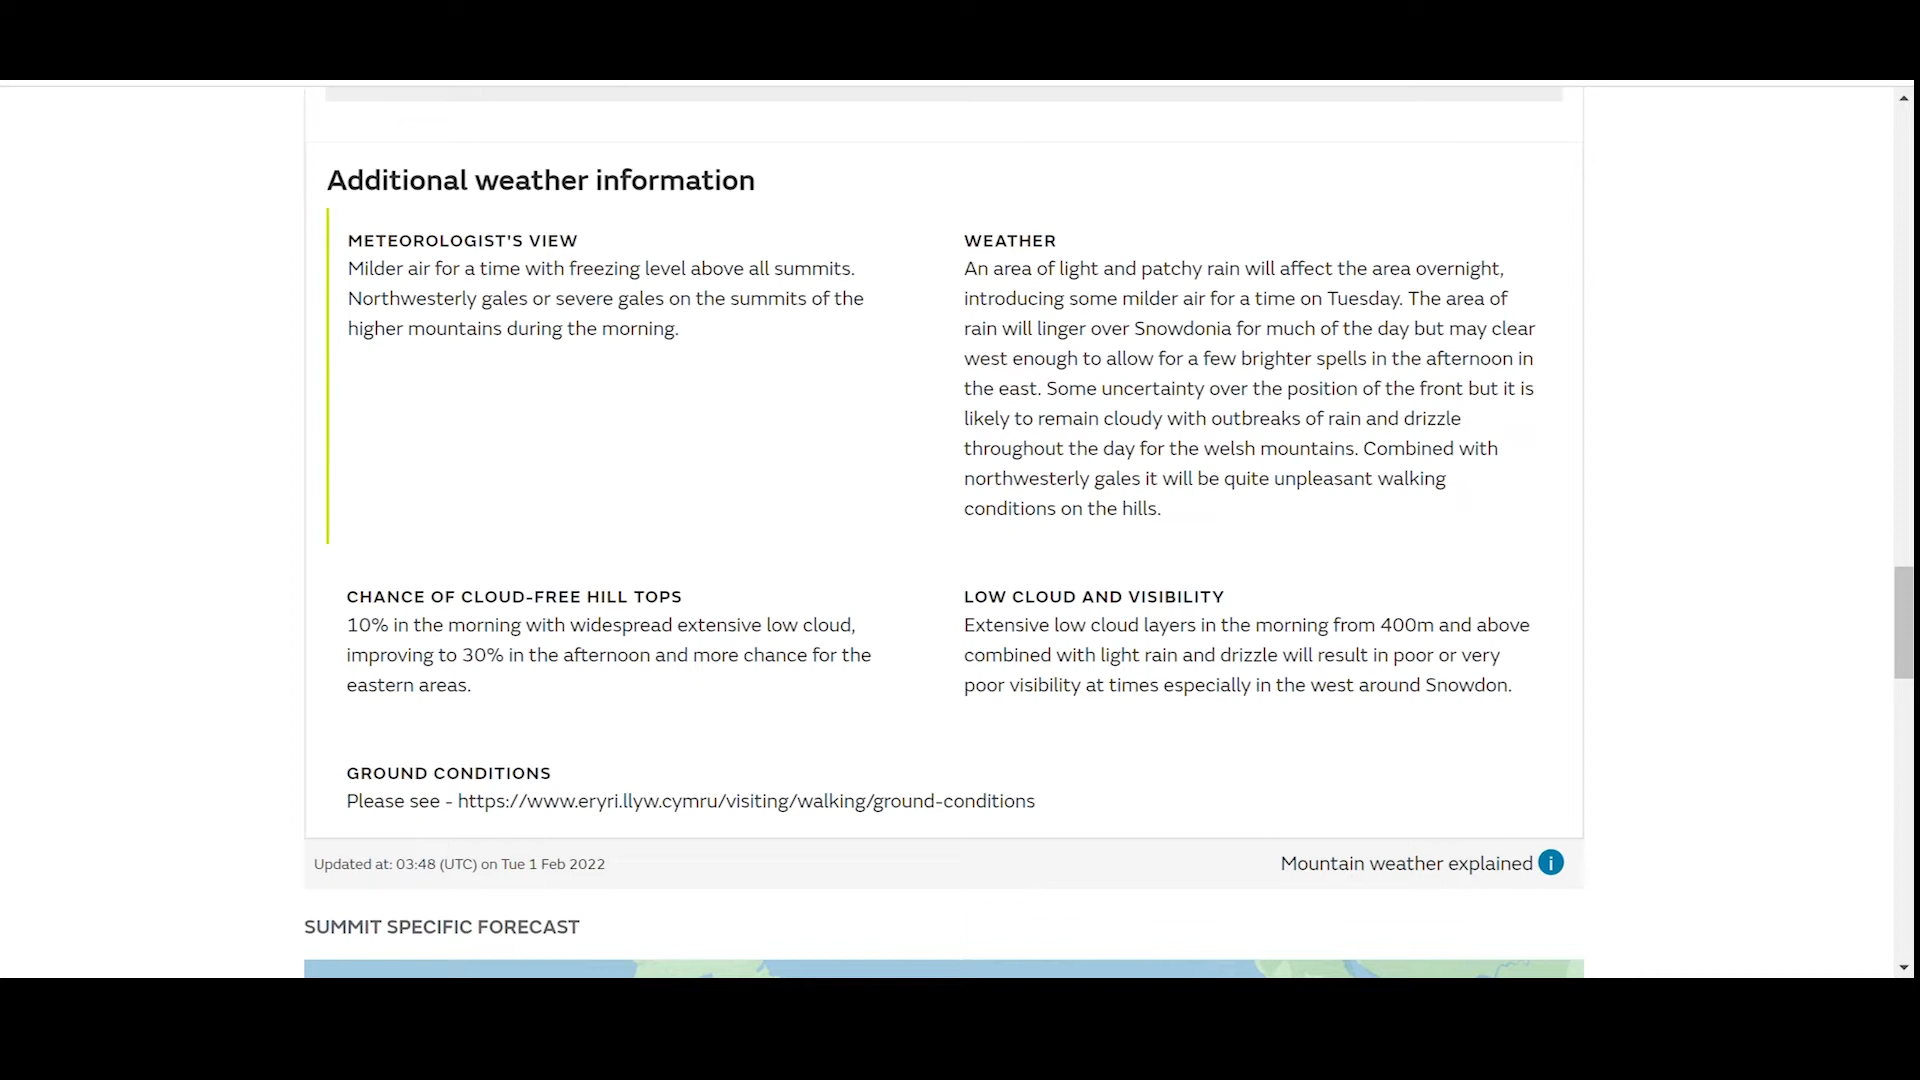 Additional weather information
METEOROLOGIST'S VIEW
Milder air for a time with freezing level above all summits.
Northwesterly gales or severe gales on the summits of the
higher mountains during the morning.
WEATHER
An area of light and patchy rain will affect the area overnight,
introducing some milder air for a time on Tuesday. The area of
rain will linger over Snowdonia for much of the day but may clear
west enough to allow for a few brighter spells in the afternoon in
the east. Some uncertainty over the position of the front but it is
likely to remain cloudy with outbreaks of rain and drizzle
throughout the day for the welsh mountains. Combined with
northwesterly gales it will be quite unpleasant walking
conditions on the hills.
CHANCE OF CLOUD-FREE HILL TOPS
10% in the morning with widespread extensive low cloud,
improving to 30% in the afternoon and more chance for the
eastern areas.
LOW CLOUD AND VISIBILITY
Extensive low cloud layers in the morning from 400m and above
combined with light rain and drizzle will result in poor or very
poor visibility at times especially in the west around Snowdon.
GROUND CONDITIONS
Please see - https://www.eryri.llyw.cymru/visiting/walking/ground-conditions
Updated at: 03:48 (UTC) on Tue 1 Feb 2022
Mountain weather explained i
SUMMIT SPECIFIC FORECAST